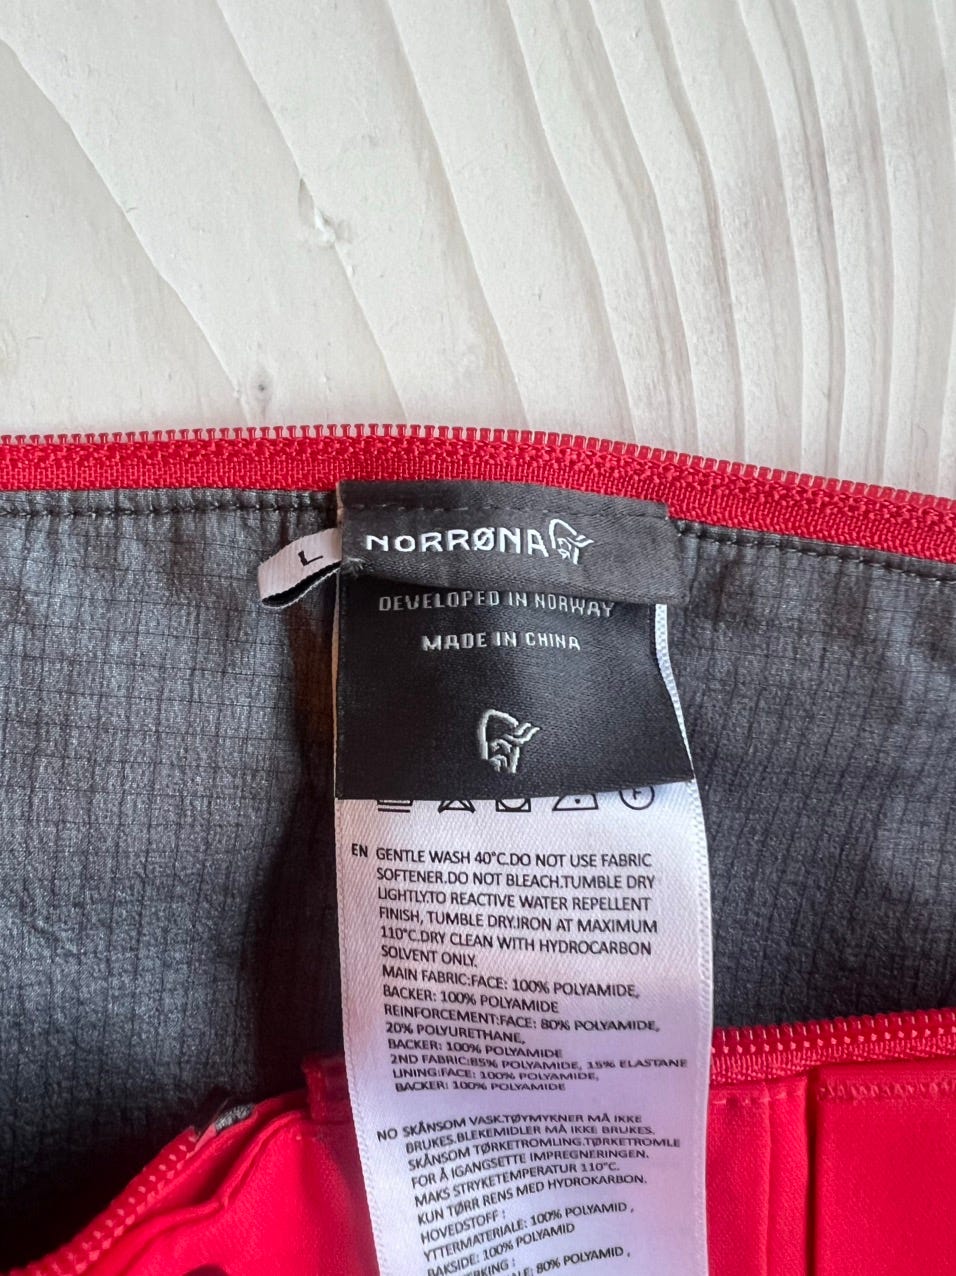 L
NORRØNA
DEVELOPED IN NORWAY
MADE IN CHINA
F
EN GENTLE WASH 40°C.DO NOT USE FABRIC
SOFTENER.DO NOT BLEACH.TUMBLE DRY
LIGHTLY.TO REACTIVE WATER REPELLENT
FINISH, TUMBLE DRY.IRON AT MAXIMUM
110°C.DRY CLEAN WITH HYDROCARBON
SOLVENT ONLY.
MAIN FABRIC:FACE: 100% POLYAMIDE,
BACKER: 100% POLYAMIDE
REINFORCEMENT:FACE: 80% POLYAMIDE,
20% POLYURETHANE,
BACKER: 100% POLYAMIDE
2ND FABRIC:85% POLYAMIDE, 15% ELASTANE
LINING:FACE: 100% POLYAMIDE,
BACKER: 100% POLYAMIDE
NO SKÅNSOM VASK.TØYMYKNER MÅ IKKE
BRUKES.BLEKEMIDLER MÅ IKKE BRUKES.
SKÅNSOM TØRKETROMLING.TØRKETROMLE
FOR Å IGANGSETTE IMPREGNERINGEN.
MAKS STRYKETEMPERATUR 110°C.
KUN TØRR RENS MED HYDROKARBON.
HOVEDSTOFF :
YTTERMATERIALE: 100% POLYAMID ,
BAKSIDE: 100% POLYAMID
80% POLYAMID ,